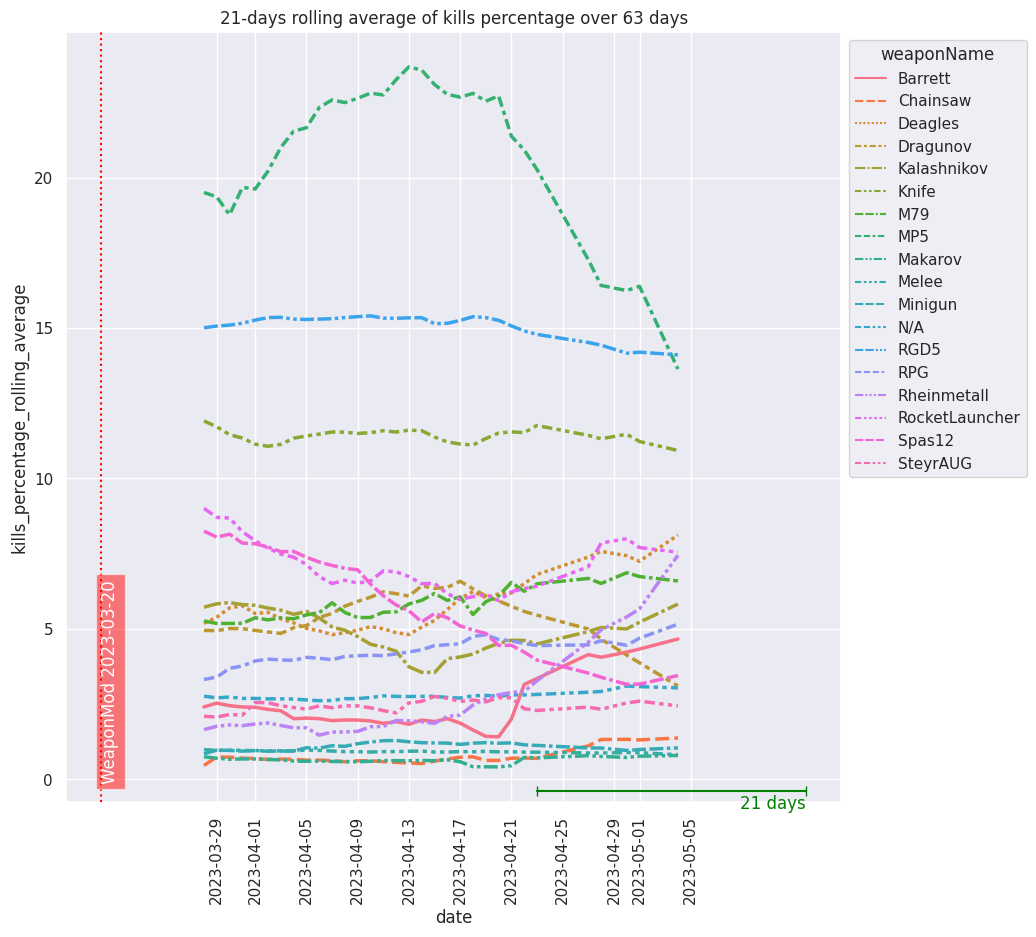 21-days rolling average of kills percentage over 63 days
kills_percentage_rolling_average
20
15
10
5
0
WeaponMod 2023-03-20
21 days
2023-03-29
2023-04-01
2023-04-05
2023-04-09
2023-04-13
2023-04-17
2023-04-21
2023-04-25
2023-04-29
2023-05-01
2023-05-05
date
weaponName
Barrett
Chainsaw
Deagles
Dragunov
Kalashnikov
Knife
M79
MP5
Makarov
Melee
Minigun
N/A
RGD5
RPG
Rheinmetall
RocketLauncher
Spas12
SteyrAUG